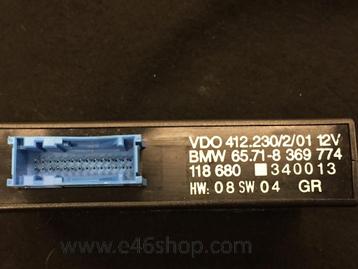 VDO 412.230/2/01 12V
BMW 65.71-8 369 774
118 680 340013
HW: 08 SW 04 GR
www.e46shop.com